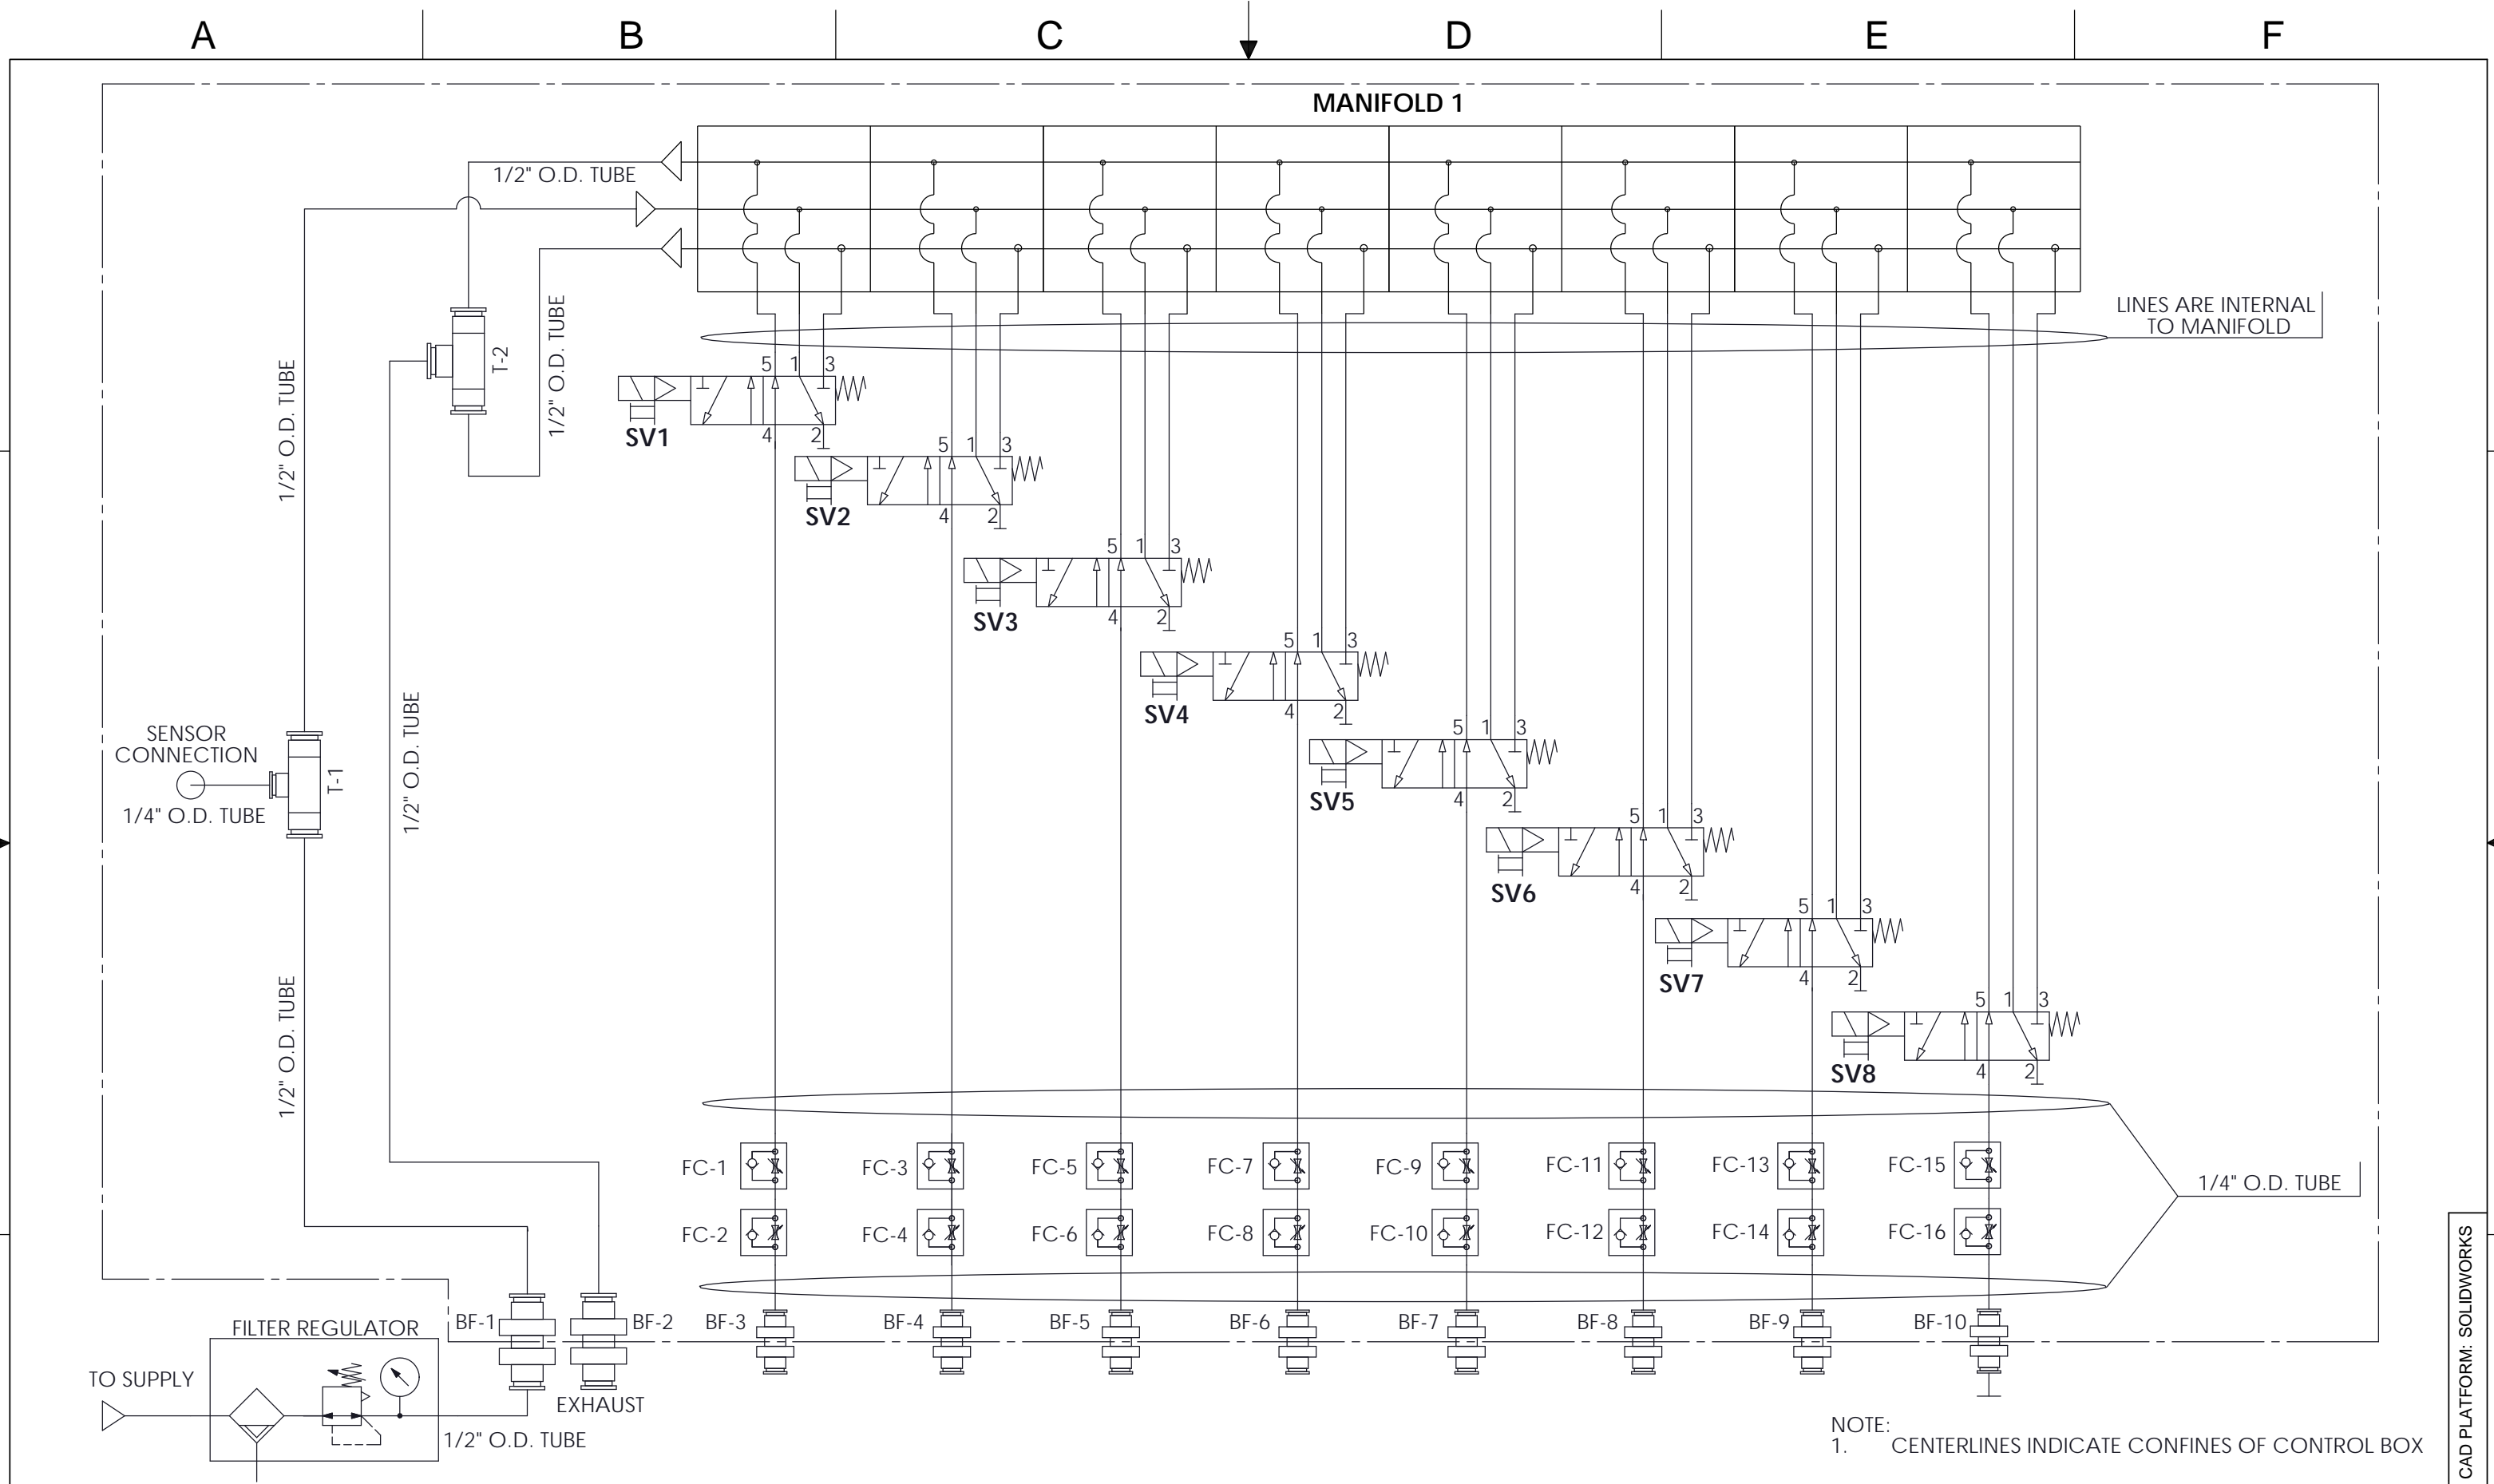 A B C D E F
MANIFOLD 1
1/2" O.D. TUBE
LINES ARE INTERNAL
TO MANIFOLD
1/2" O.D. TUBE
T-2
1/2" O.D. TUBE
5 1 3
SV1
4 2
5 1 3
SV2
4 2
5 1 3
SV3
4 2
5 1 3
SV4
4 2
5 1 3
SV5
4 2
5 1 3
SV6
4 2
5 1 3
SV7
4 2
5 1 3
SV8
4 2
1/2" O.D. TUBE
SENSOR
CONNECTION
T-1
1/4" O.D. TUBE
1/2" O.D. TUBE
FC-1 FC-3 FC-5 FC-7 FC-9 FC-11 FC-13 FC-15
1/4" O.D. TUBE
FC-2 FC-4 FC-6 FC-8 FC-10 FC-12 FC-14 FC-16
BF-1 BF-2 BF-3 BF-4 BF-5 BF-6 BF-7 BF-8 BF-9 BF-10
FILTER REGULATOR
TO SUPPLY
EXHAUST
1/2" O.D. TUBE
NOTE:
1. CENTERLINES INDICATE CONFINES OF CONTROL BOX
CAD PLATFORM: SOLIDWORKS